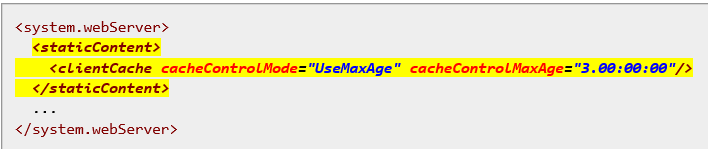 <system.webServer>
<staticContent>
<clientCache cacheControlMode="UseMaxAge" cacheControlMaxAge="3.00:00:00"/>
</staticContent>
...
</system.webServer>